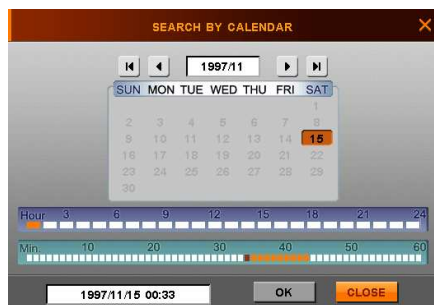 SEARCH BY CALENDAR
1997/11
SUN MON TUE WED THU FRI SAT
1
2 3 4 5 6 7 8
9 10 11 12 13 14 15
16 17 18 19 20 21 22
23 24 25 26 27 28 29
30
Hour 3 6 9 12 15 18 21 24
Min. 10 20 30 40 50 60
1997/11/15 00:33 OK CLOSE